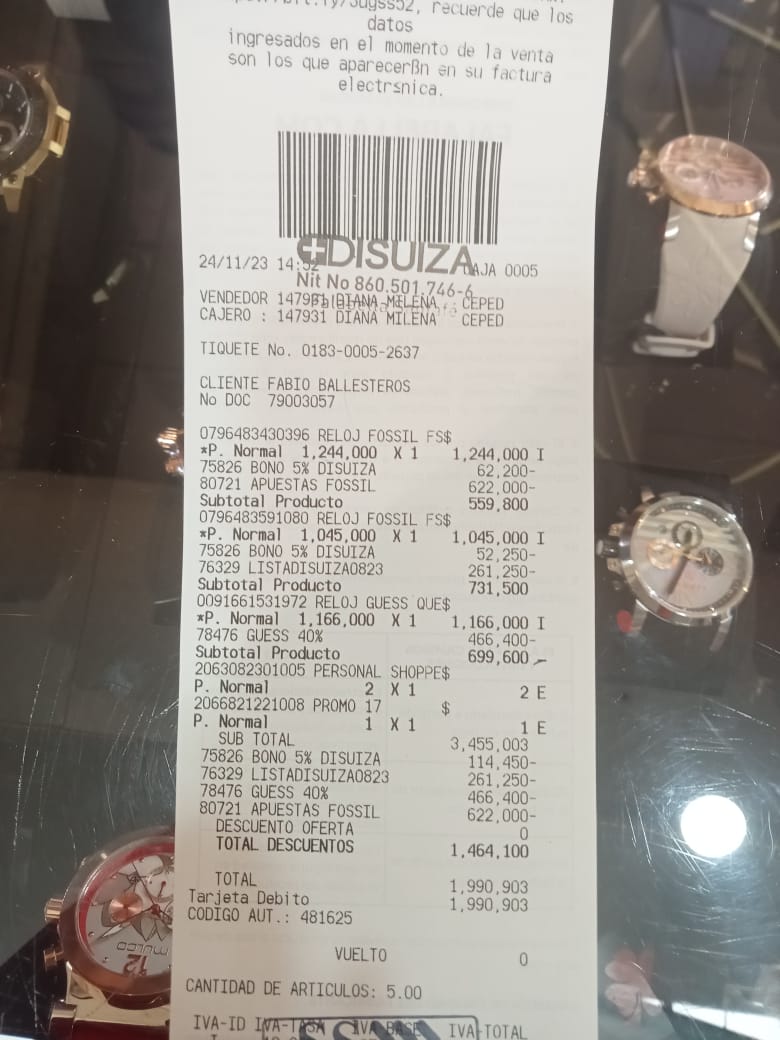 datos
ingresados en el momento de la venta
son los que aparecerßn en su factura
electrsnica.
+DISUIZA
24/11/23 14:52 CAJA 0005
Nit No 860.501.746-6
VENDEDOR 147931 DIANA MILENA CEPED
CAJERO : 147931 DIANA MILENA CEPED
TIQUETE No. 0183-0005-2637
CLIENTE FABIO BALLESTEROS
No DOC 79003057
0796483430396 RELOJ FOSSIL FS$
*P. Normal 1,244,000 X 1 1,244,000 I
75826 BONO 5% DISUIZA 62,200-
80721 APUESTAS FOSSIL 622,000-
Subtotal Producto 559,800
0796483591080 RELOJ FOSSIL FS$
*P. Normal 1,045,000 X 1 1,045,000 I
75826 BONO 5% DISUIZA 52,250-
76329 LISTADISUIZA0823 261,250-
Subtotal Producto 731,500
0091661531972 RELOJ GUESS QUE$
*P. Normal 1,166,000 X 1 1,166,000 I
78476 GUESS 40% 466,400-
Subtotal Producto 699,600
2063082301005 PERSONAL SHOPPE$
P. Normal 2 X 1 2 E
2066821221008 PROMO 17 $
P. Normal 1 X 1 1 E
SUB TOTAL 3,455,003
75826 BONO 5% DISUIZA 114,450-
76329 LISTADISUIZA0823 261,250-
78476 GUESS 40% 466,400-
80721 APUESTAS FOSSIL 622,000-
DESCUENTO OFERTA 0
TOTAL DESCUENTOS 1,464,100
TOTAL 1,990,903
Tarjeta Debito 1,990,903
CODIGO AUT.: 481625
VUELTO 0
CANTIDAD DE ARTICULOS: 5.00
IVA-ID IVA-TASA IVA BASE IVA-TOTAL
MULCO
12